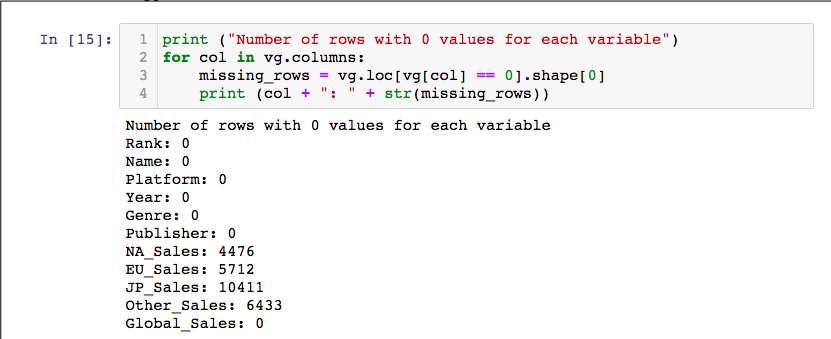 In [15]:
1 print ("Number of rows with 0 values for each variable")
2 for col in vg.columns:
3     missing_rows = vg.loc[vg[col] == 0].shape[0]
4     print (col + ": " + str(missing_rows))
Number of rows with 0 values for each variable
Rank: 0
Name: 0
Platform: 0
Year: 0
Genre: 0
Publisher: 0
NA_Sales: 4476
EU_Sales: 5712
JP_Sales: 10411
Other_Sales: 6433
Global_Sales: 0